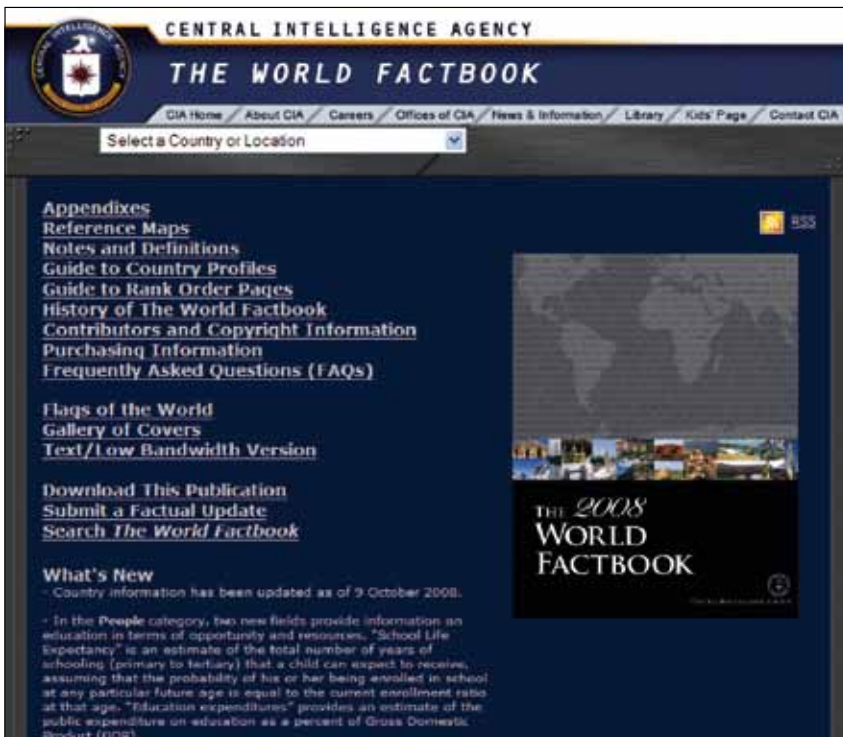 CENTRAL INTELLIGENCE AGENCY
THE WORLD FACTBOOK
CIA Home / About CIA / Careers / Offices of CIA / News & Information / Library / Kids' Page / Contact CIA
Select a Country or Location
RSS
Appendixes
Reference Maps
Notes and Definitions
Guide to Country Profiles
Guide to Rank Order Pages
History of The World Factbook
Contributors and Copyright Information
Purchasing Information
Frequently Asked Questions (FAQs)
Flags of the World
Gallery of Covers
Text/Low Bandwidth Version
Download This Publication
Submit a Factual Update
Search The World Factbook
THE 2008
WORLD
FACTBOOK
What's New
- Country information has been updated as of 9 October 2008.
- In the People category, two new fields provide information on
education in terms of opportunity and resources. "School Life
Expectancy" is an estimate of the total number of years of
schooling (primary to tertiary) that a child can expect to receive,
assuming that the probability of his or her being enrolled in school
at any particular future age is equal to the current enrollment ratio
at that age. "Education expenditures" provides an estimate of the
public expenditure on education as a percent of Gross Domestic
Product (GDP).